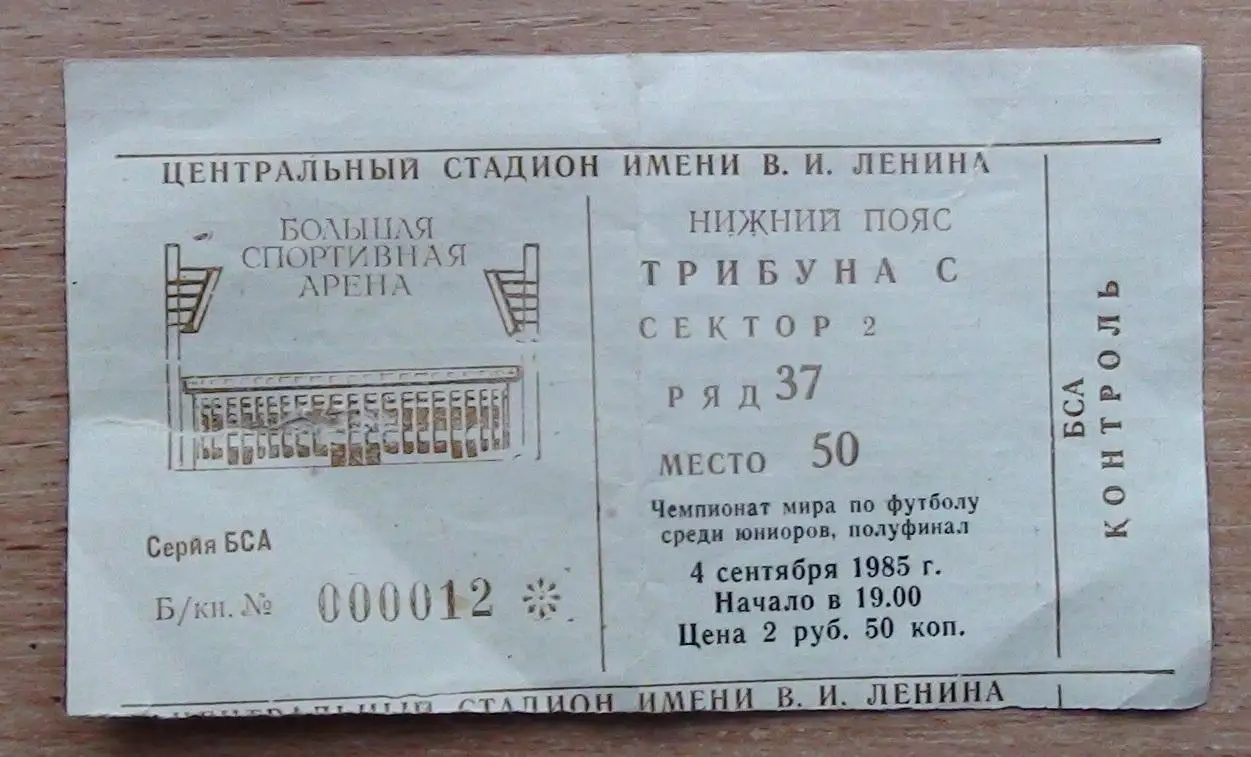 ЦЕНТРАЛЬНЫЙ СТАДИОН ИМЕНИ В. И. ЛЕНИНА
БОЛЬШАЯ
СПОРТИВНАЯ
АРЕНА
Серия БСА
Б/кн. № 000012
НИЖНИЙ ПОЯС
ТРИБУНА С
СЕКТОР 2
РЯД 37
МЕСТО 50
Чемпионат мира по футболу
среди юниоров, полуфинал
4 сентября 1985 г.
Начало в 19.00
Цена 2 руб. 50 коп.
БСА
КОНТРОЛЬ
ЦЕНТРАЛЬНЫЙ СТАДИОН ИМЕНИ В. И. ЛЕНИНА